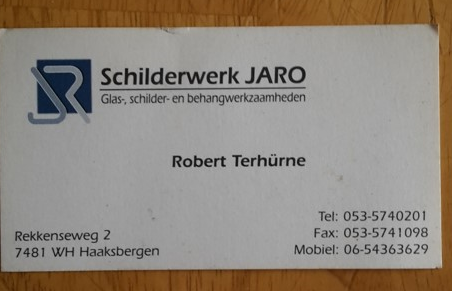 JR
Schilderwerk JARO
Glas-, schilder- en behangwerkzaamheden
Robert Terhürne
Tel: 053-5740201
Rekkenseweg 2
Fax: 053-5741098
7481 WH Haaksbergen
Mobiel: 06-54363629